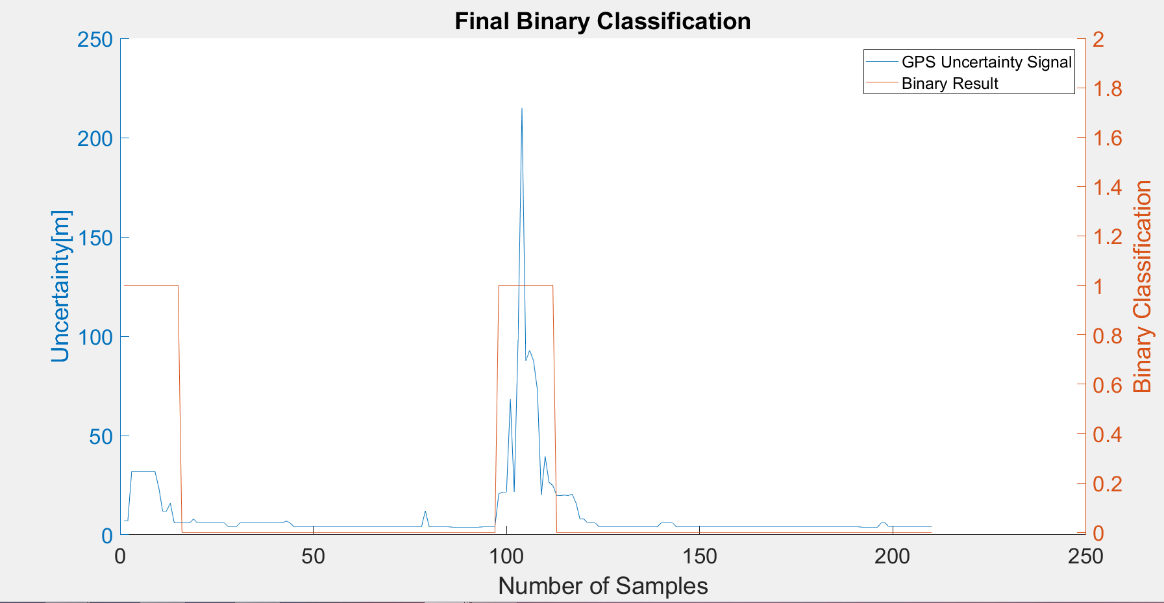 Final Binary Classification
GPS Uncertainty Signal
Binary Result
Uncertainty[m]
250
200
150
100
50
0
2
1.8
1.6
1.4
1.2
1
0.8
0.6
0.4
0.2
0
Binary Classification
0 50 100 150 200 250
Number of Samples